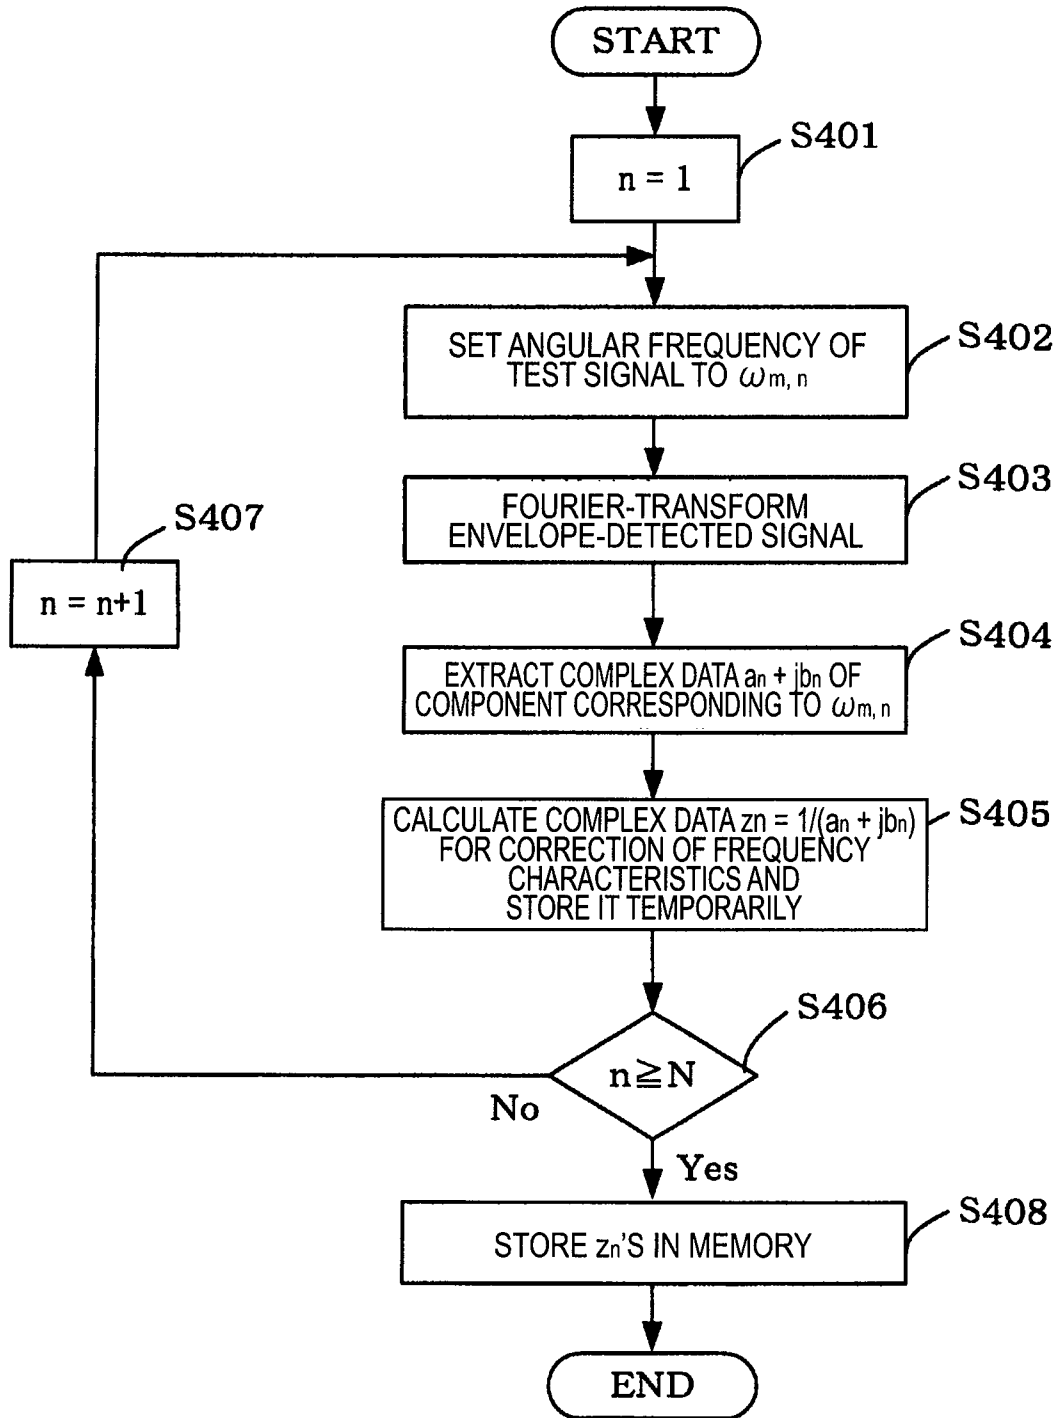 START
S401
n = 1
S402
SET ANGULAR FREQUENCY OF
TEST SIGNAL TO ωm, n
S403
FOURIER-TRANSFORM
ENVELOPE-DETECTED SIGNAL
S407
n = n+1
S404
EXTRACT COMPLEX DATA an + jbn OF
COMPONENT CORRESPONDING TO ωm, n
S405
CALCULATE COMPLEX DATA zn = 1/(an + jbn)
FOR CORRECTION OF FREQUENCY
CHARACTERISTICS AND
STORE IT TEMPORARILY
S406
n≧N
No
Yes
S408
STORE zn'S IN MEMORY
END